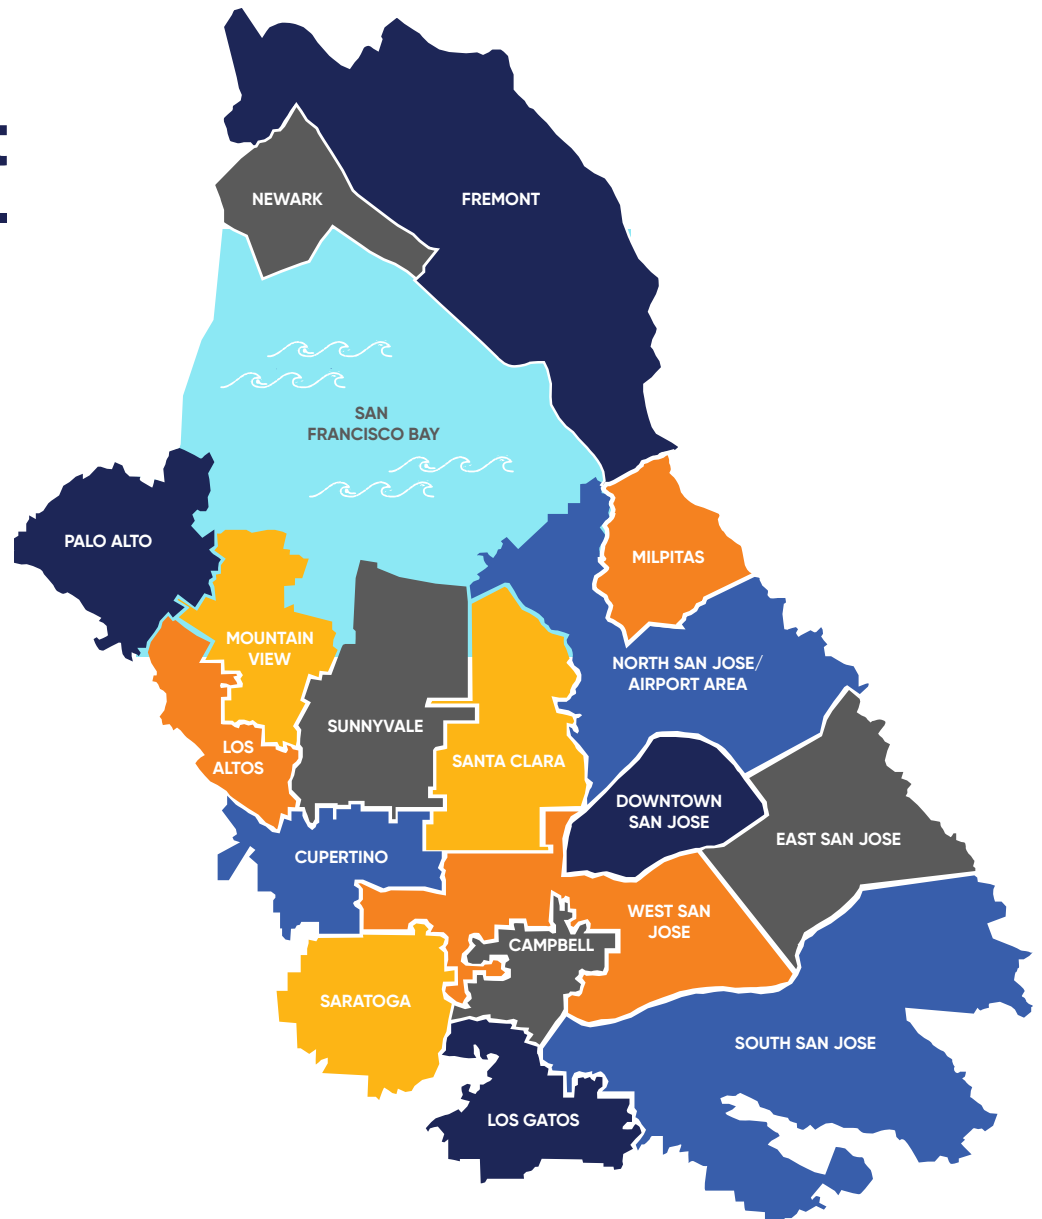 NEWARK
FREMONT
SAN
FRANCISCO BAY
PALO ALTO
MILPITAS
MOUNTAIN
VIEW
NORTH SAN JOSE/
AIRPORT AREA
SUNNYVALE
LOS
ALTOS
SANTA CLARA
DOWNTOWN
SAN JOSE
EAST SAN JOSE
CUPERTINO
WEST SAN
JOSE
CAMPBELL
SARATOGA
SOUTH SAN JOSE
LOS GATOS